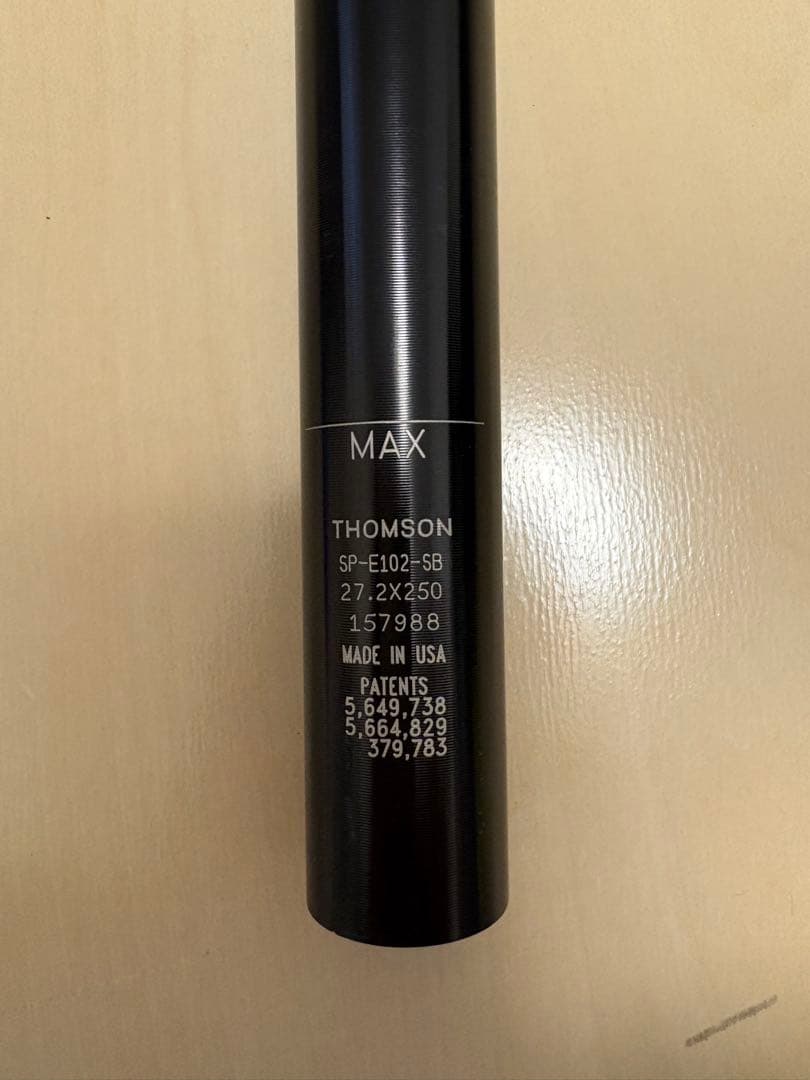 MAX
THOMSON
SP-E102-SB
27.2X250
157988
MADE IN USA
PATENTS
5,649,738
5,664,829
379,783